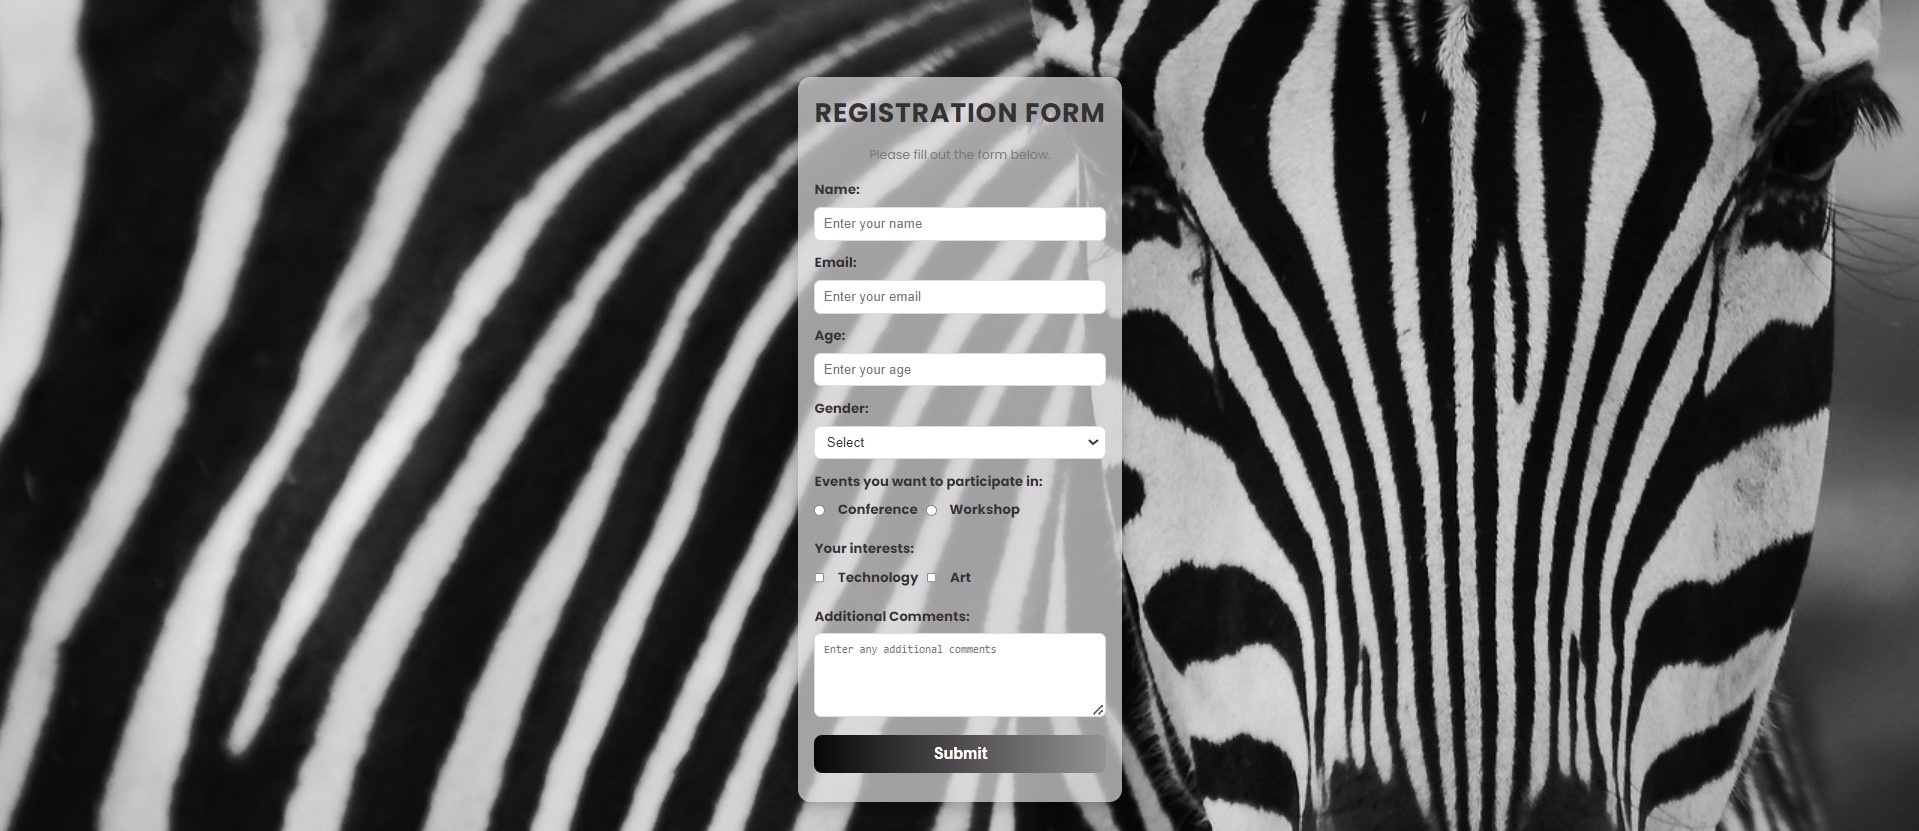 REGISTRATION FORM
Please fill out the form below.
Name:
Enter your name
Email:
Enter your email
Age:
Enter your age
Gender:
Select
Events you want to participate in:
Conference Workshop
Your interests:
Technology Art
Additional Comments:
Enter any additional comments
Submit